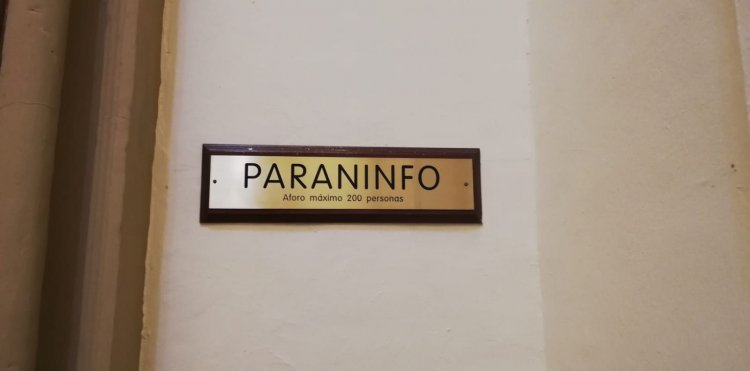 PARANINFO
Aforo máximo 200 personas